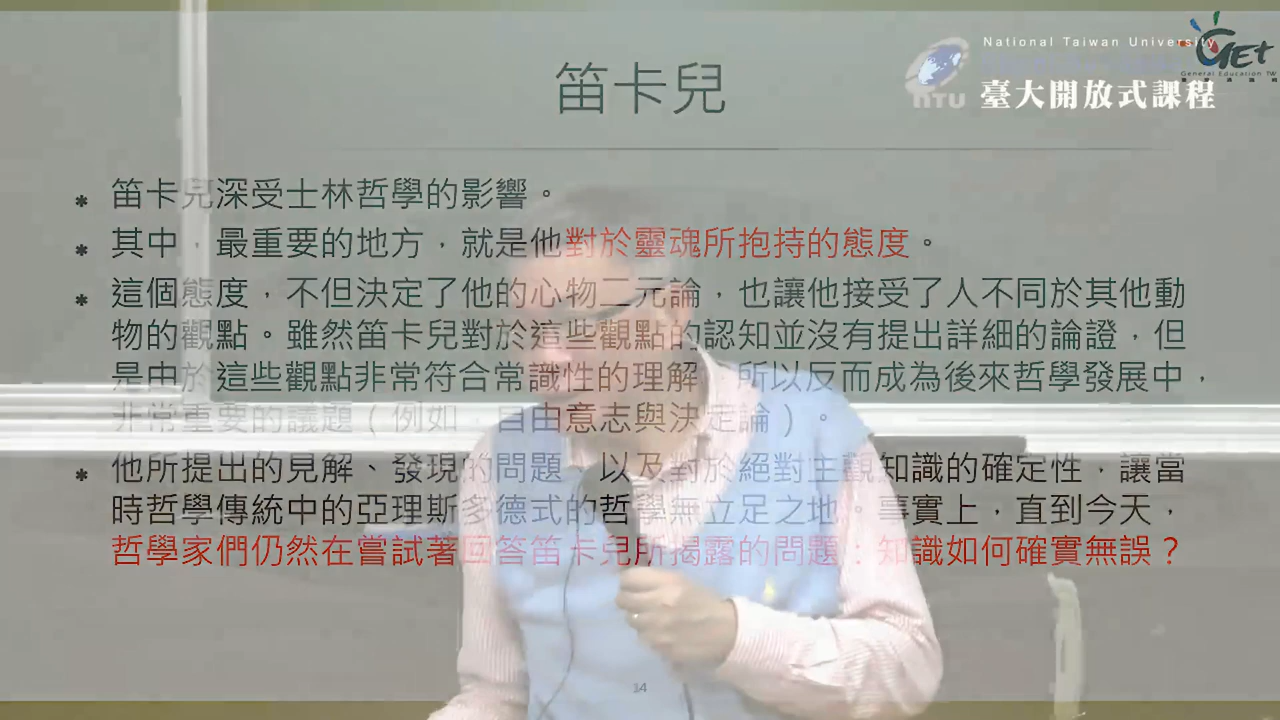 National Taiwan University
GEt
General Education TW
NTU
臺大開放式課程
笛卡兒
* 笛卡兒深受士林哲學的影響。
* 其中，最重要的地方，就是他對於靈魂所抱持的態度。
* 這個態度，不但決定了他的心物二元論，也讓他接受了人不同於其他動
物的觀點。雖然笛卡兒對於這些觀點的認知並沒有提出詳細的論證，但
是由於這些觀點非常符合常識性的理解，所以反而成為後來哲學發展中，
非常重要的議題（例如，自由意志與決定論）。
* 他所提出的見解、發現的問題，以及對於絕對主觀知識的確定性，讓當
時哲學傳統中的亞理斯多德式的哲學無立足之地。事實上，直到今天，
哲學家們仍然在嘗試著回答笛卡兒所揭露的問題：知識如何確實無誤？